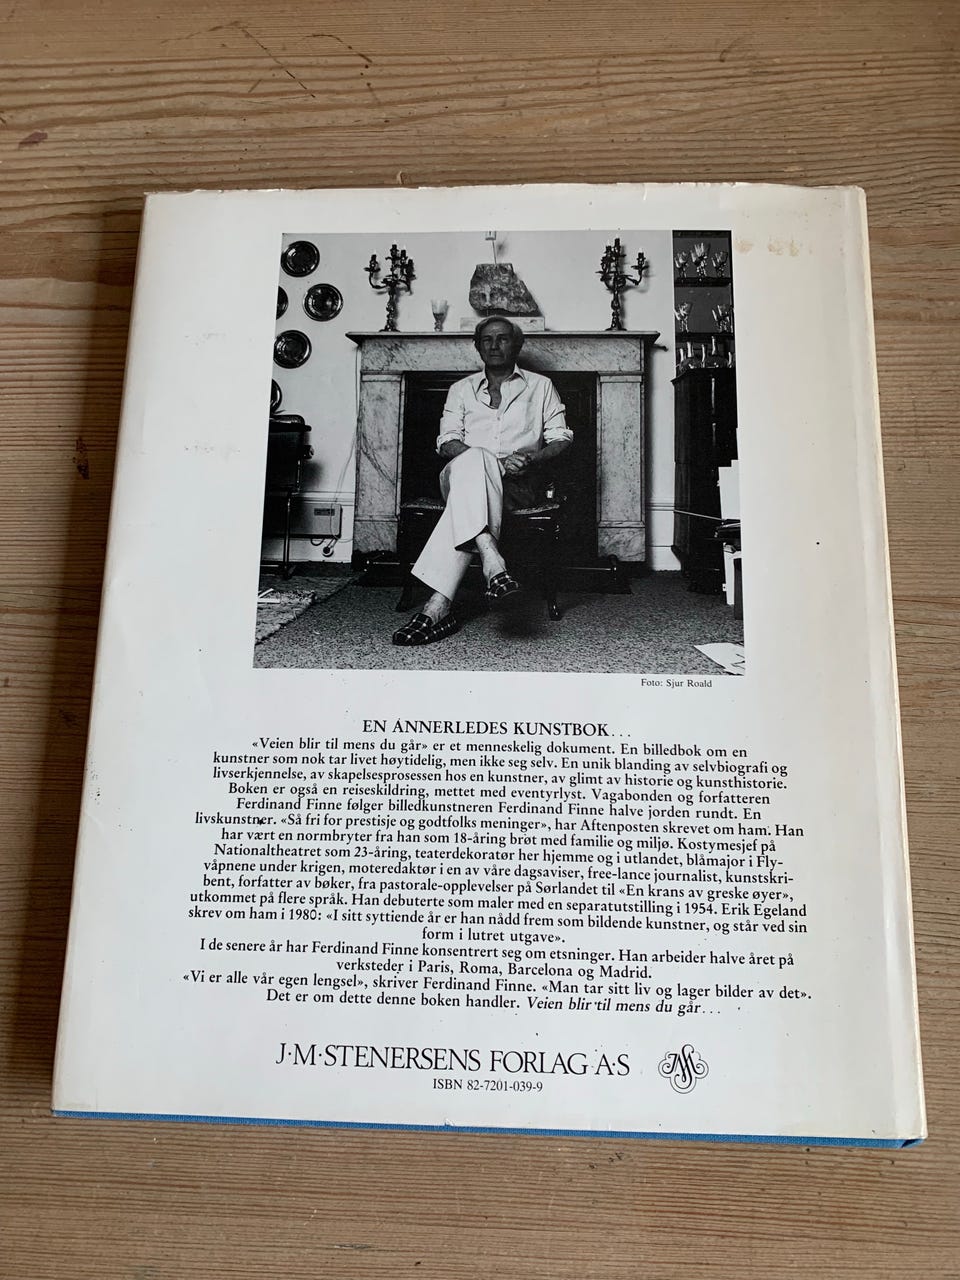 Foto: Sjur Roald
EN ANNERLEDES KUNSTBOK...
«Veien blir til mens du går» er et menneskelig dokument. En billedbok om en
kunstner som nok tar livet høytidelig, men ikke seg selv. En unik blanding av selvbiografi og
livserkjennelse, av skapelsesprosessen hos en kunstner, av glimt av historie og kunsthistorie.
Boken er også en reiseskildring, mettet med eventyrlyst. Vagabonden og forfatteren
Ferdinand Finne følger billedkunstneren Ferdinand Finne halve jorden rundt. En
livskunstner. «Så fri for prestisje og godtfolks meninger», har Aftenposten skrevet om ham. Han
har vært en normbryter fra han som 18-åring brøt med familie og miljø. Kostymesjef på
Nationaltheatret som 23-åring, teaterdekoratør her hjemme og i utlandet, blåmajor i Fly-
våpnene under krigen, moteredaktør i en av våre dagsaviser, free-lance journalist, kunstskri-
bent, forfatter av bøker, fra pastorale-opplevelser på Sørlandet til «En krans av greske øyer»,
utkommet på flere språk. Han debuterte som maler med en separatutstilling i 1954. Erik Egeland
skrev om ham i 1980: «I sitt syttiende år er han nådd frem som bildende kunstner, og står ved sin
form i lutret utgave».
I de senere år har Ferdinand Finne konsentrert seg om etsninger. Han arbeider halve året på
verksteder i Paris, Roma, Barcelona og Madrid.
«Vi er alle vår egen lengsel», skriver Ferdinand Finne. «Man tar sitt liv og lager bilder av det».
Det er om dette denne boken handler. Veien blir til mens du går...
J·M·STENERSENS FORLAG A·S
ISBN 82-7201-039-9